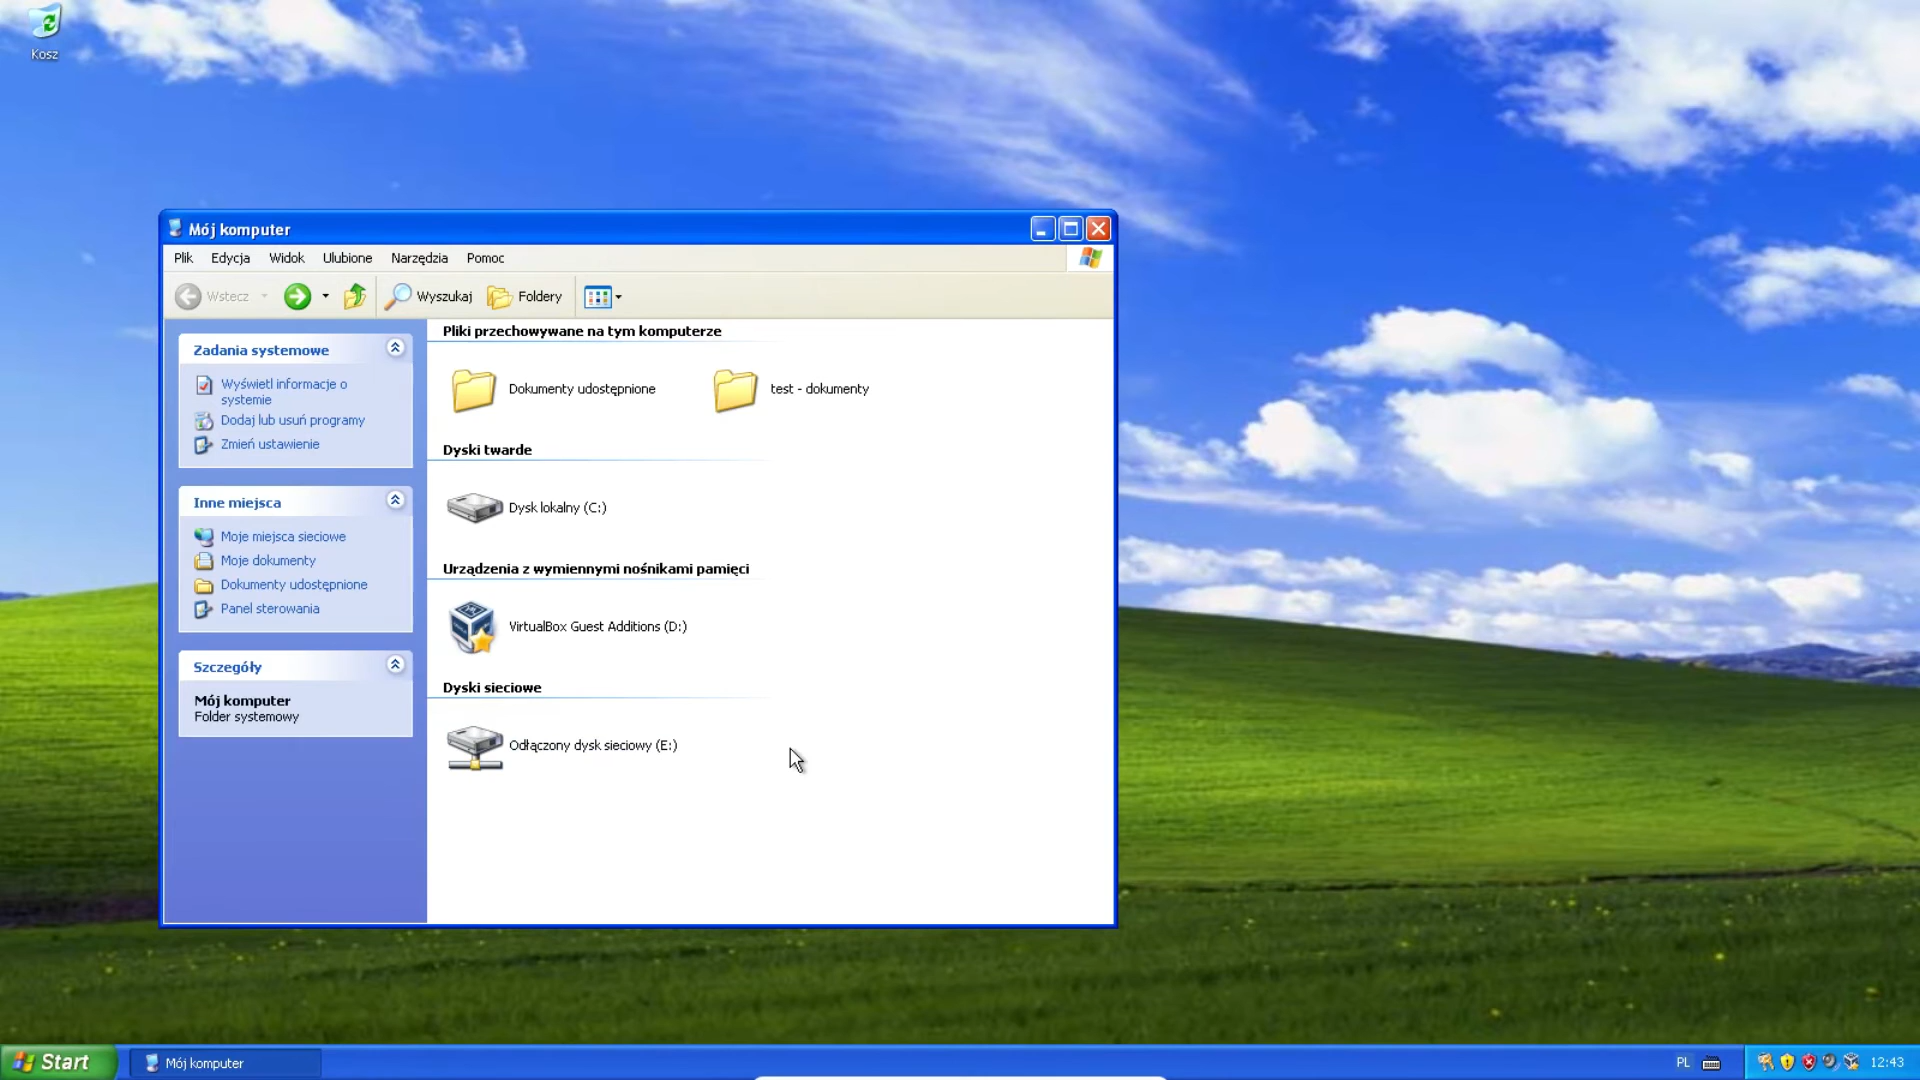 Kosz
Mój komputer
Plik Edycja Widok Ulubione Narzędzia Pomoc
Wstecz Wyszukaj Foldery
Zadania systemowe
Wyświetl informacje o
systemie
Dodaj lub usuń programy
Zmień ustawienie
Inne miejsca
Moje miejsca sieciowe
Moje dokumenty
Dokumenty udostępnione
Panel sterowania
Szczegóły
Mój komputer
Folder systemowy
Pliki przechowywane na tym komputerze
Dokumenty udostępnione
test - dokumenty
Dyski twarde
Dysk lokalny (C:)
Urządzenia z wymiennymi nośnikami pamięci
VirtualBox Guest Additions (D:)
Dyski sieciowe
Odłączony dysk sieciowy (E:)
Start Mój komputer PL 12:43